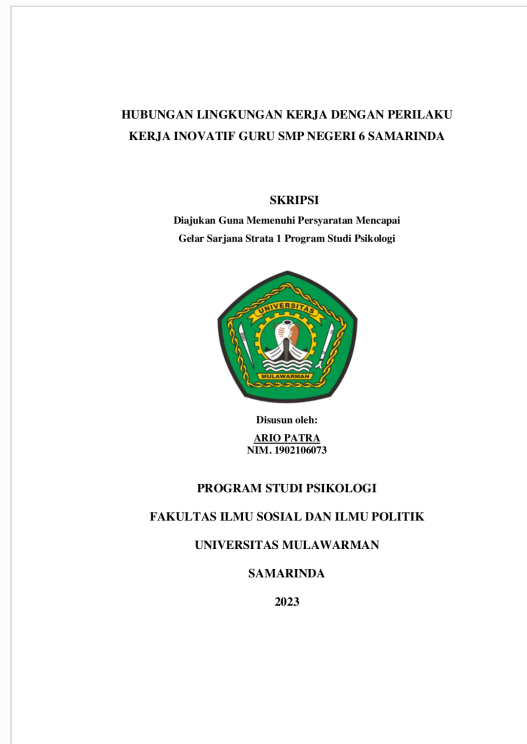 HUBUNGAN LINGKUNGAN KERJA DENGAN PERILAKU
KERJA INOVATIF GURU SMP NEGERI 6 SAMARINDA
SKRIPSI
Diajukan Guna Memenuhi Persyaratan Mencapai
Gelar Sarjana Strata 1 Program Studi Psikologi
UNIVERSITAS
MULAWARMAN
Disusun oleh:
ARIO PATRA
NIM. 1902106073
PROGRAM STUDI PSIKOLOGI
FAKULTAS ILMU SOSIAL DAN ILMU POLITIK
UNIVERSITAS MULAWARMAN
SAMARINDA
2023